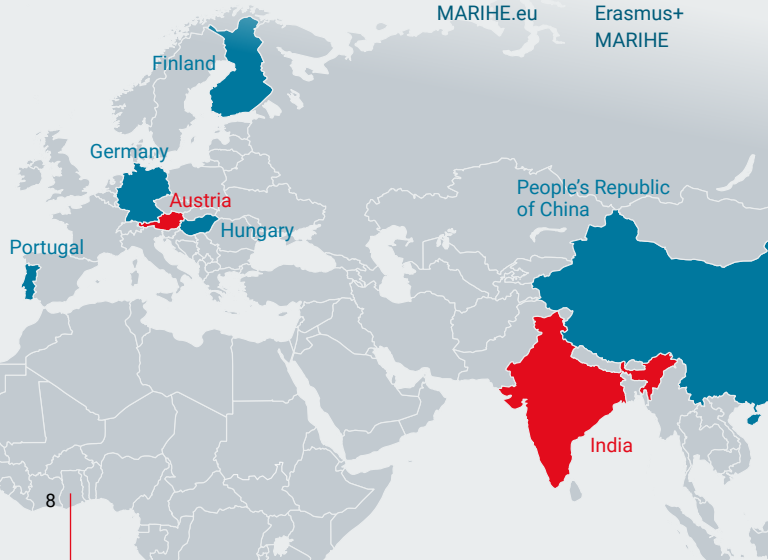 MARIHE.eu
Erasmus+
MARIHE
Finland
Germany
Austria
Hungary
Portugal
People’s Republic
of China
India
8